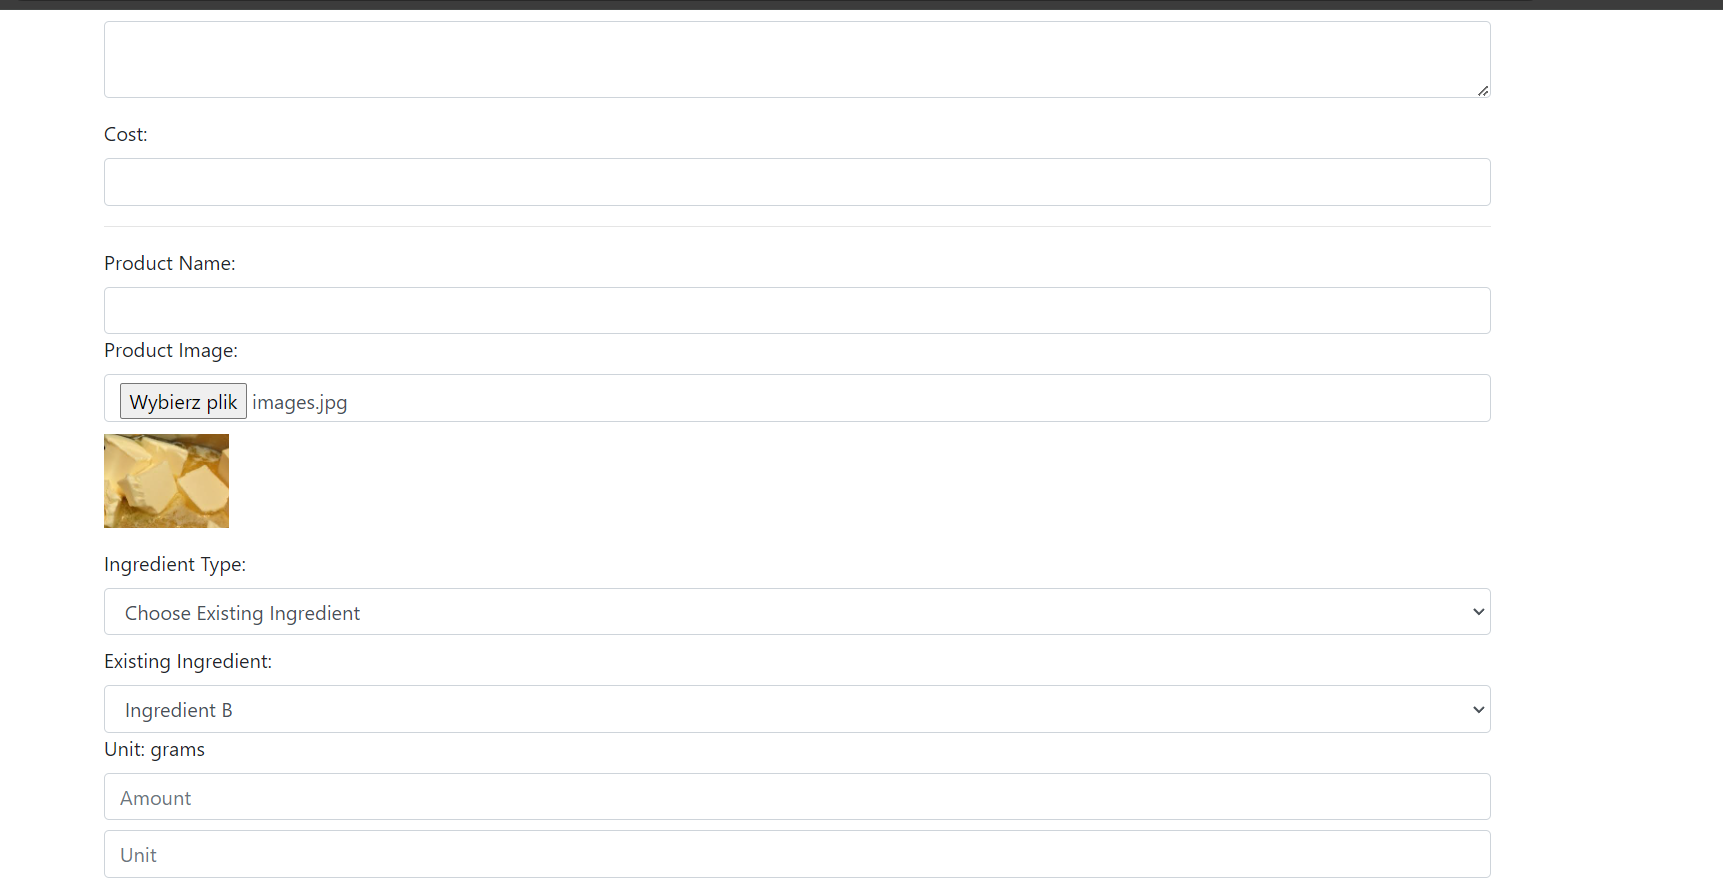 Cost:
Product Name:
Product Image:
Wybierz plik images.jpg
Ingredient Type:
Choose Existing Ingredient
Existing Ingredient:
Ingredient B
Unit: grams
Amount
Unit